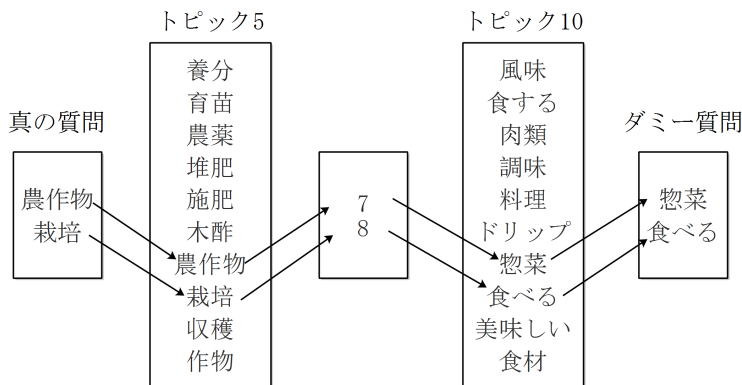 真の質問
農作物
栽培
トピック5
養分
育苗
農薬
堆肥
施肥
木酢
農作物
栽培
収穫
作物
7
8
トピック10
風味
食する
肉類
調味
料理
ドリップ
惣菜
食べる
美味しい
食材
ダミー質問
惣菜
食べる